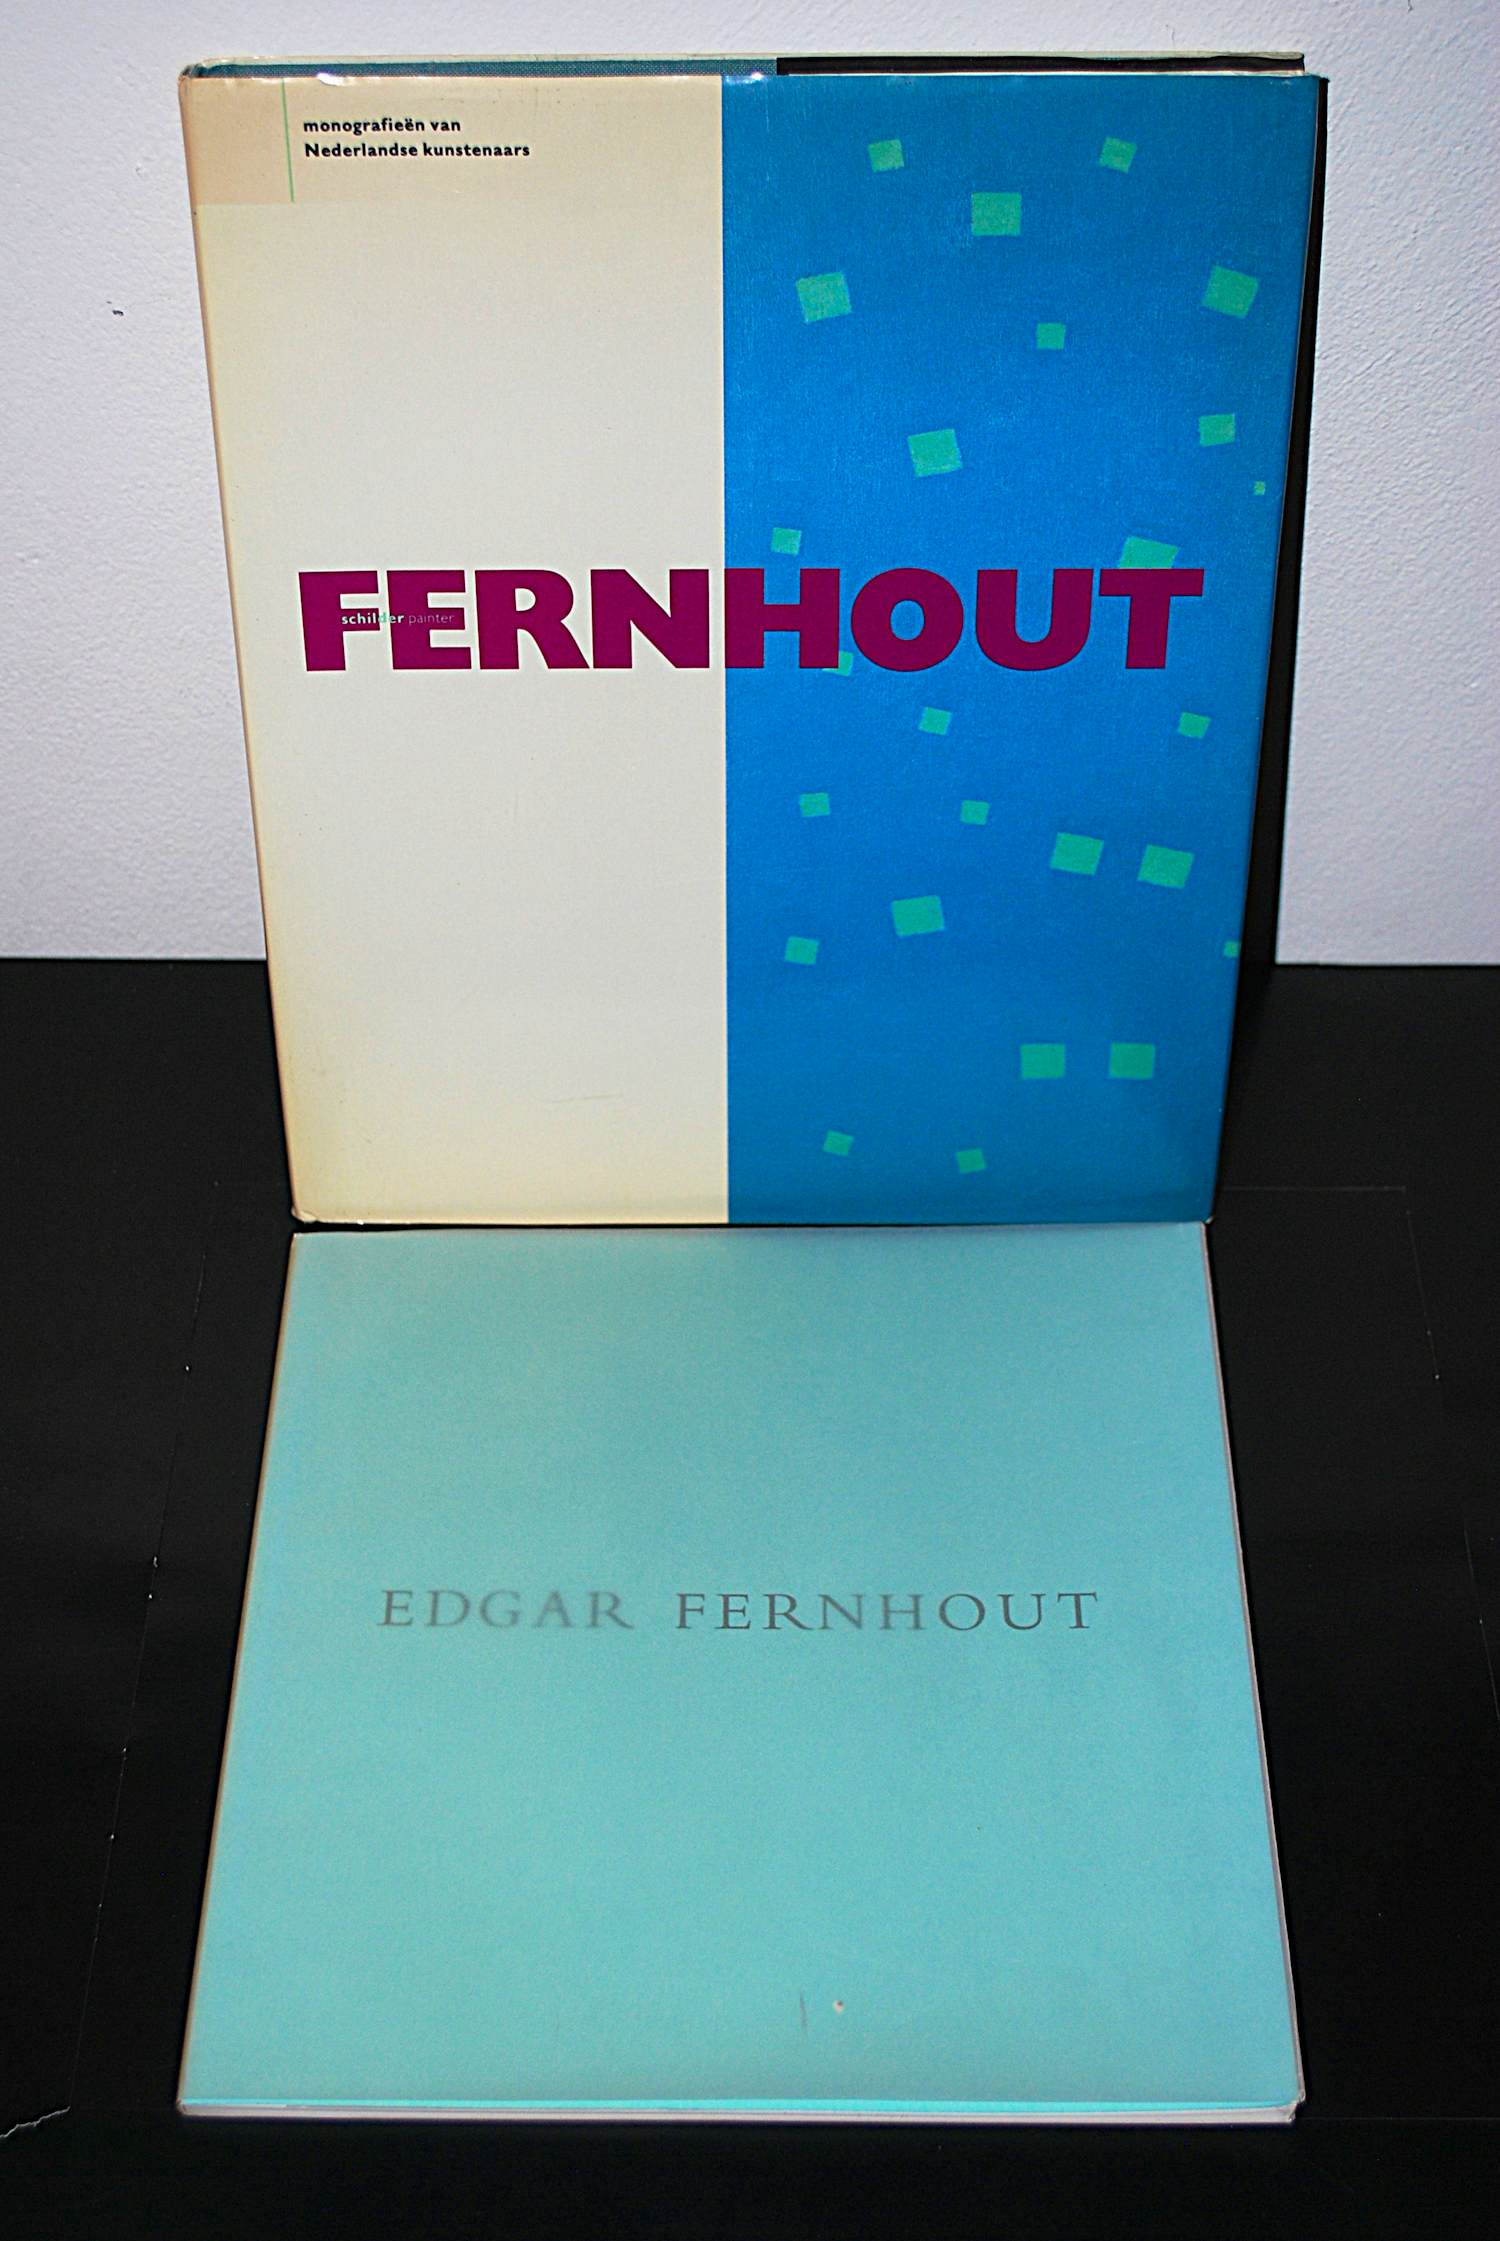 monografieën van
Nederlandse kunstenaars
FERNHOUT
schilder painter
EDGAR FERNHOUT